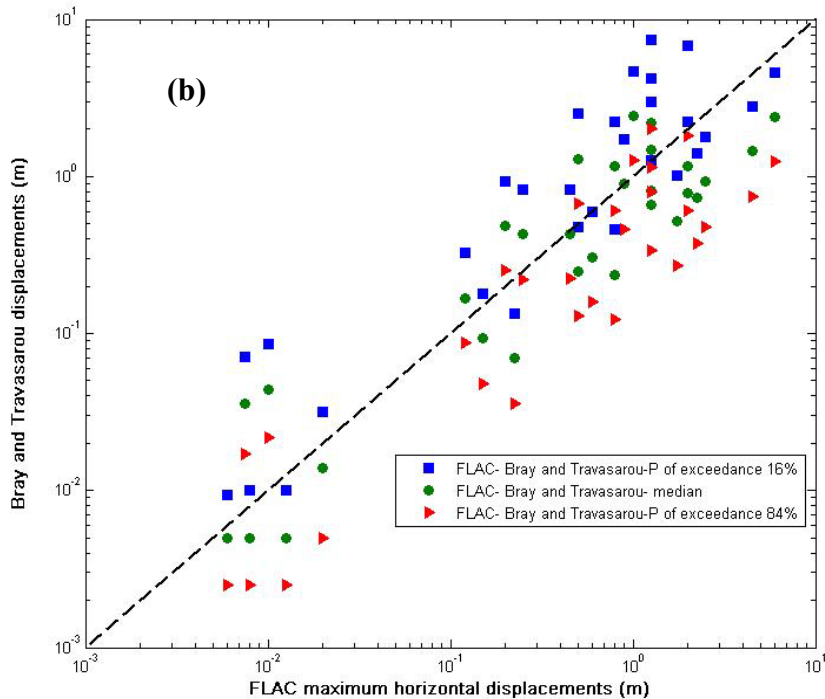 (b)
Bray and Travasarou displacements (m)
10^1
10^0
10^-1
10^-2
10^-3
FLAC- Bray and Travasarou-P of exceedance 16%
FLAC- Bray and Travasarou- median
FLAC- Bray and Travasarou-P of exceedance 84%
10^-3 10^-2 10^-1 10^0 10^1
FLAC maximum horizontal displacements (m)